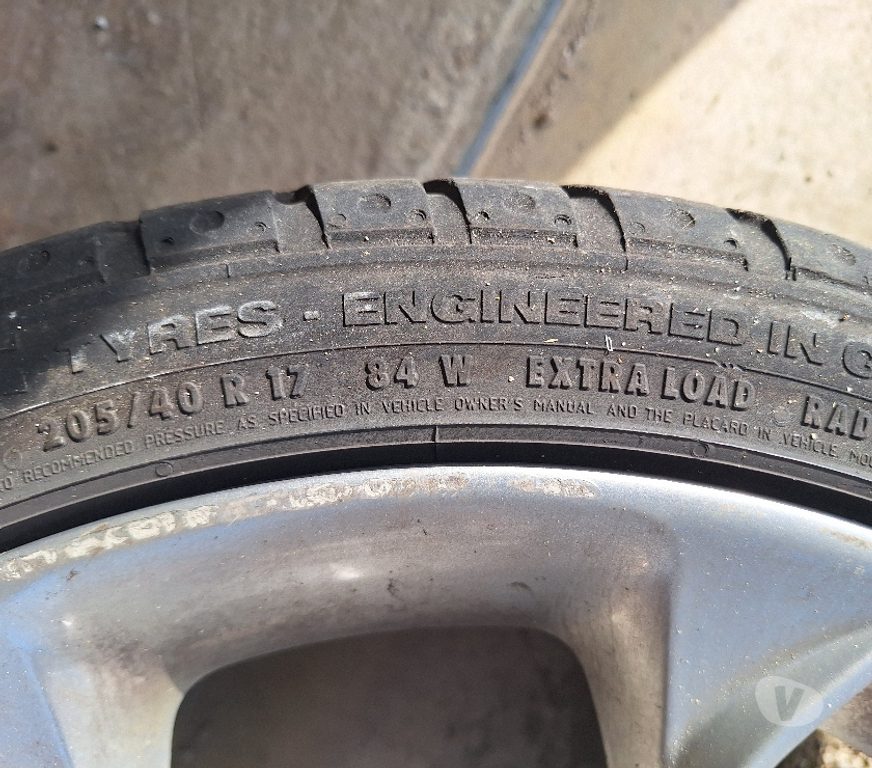 TYRES - ENGINEERED IN G
205/40 R 17 84 W EXTRA LOAD RAD
TO RECOMMENDED PRESSURE AS SPECIFIED IN VEHICLE OWNER'S MANUAL AND THE PLACARD IN VEHICLE
V